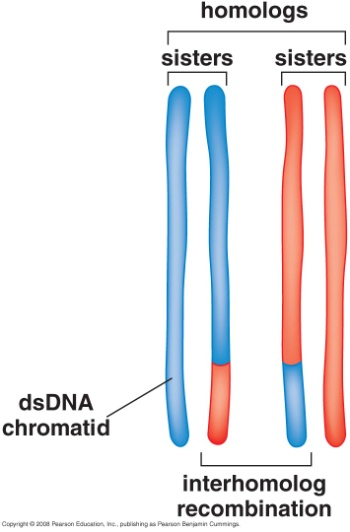 homologs
sisters sisters
dsDNA
chromatid
interhomolog
recombination
Copyright © 2008 Pearson Education, Inc., publishing as Pearson Benjamin Cummings.